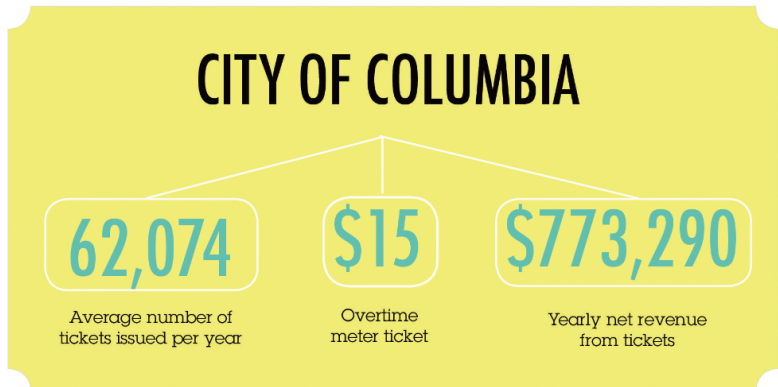 CITY OF COLUMBIA
62,074
$15
$773,290
Average number of
tickets issued per year
Overtime
meter ticket
Yearly net revenue
from tickets